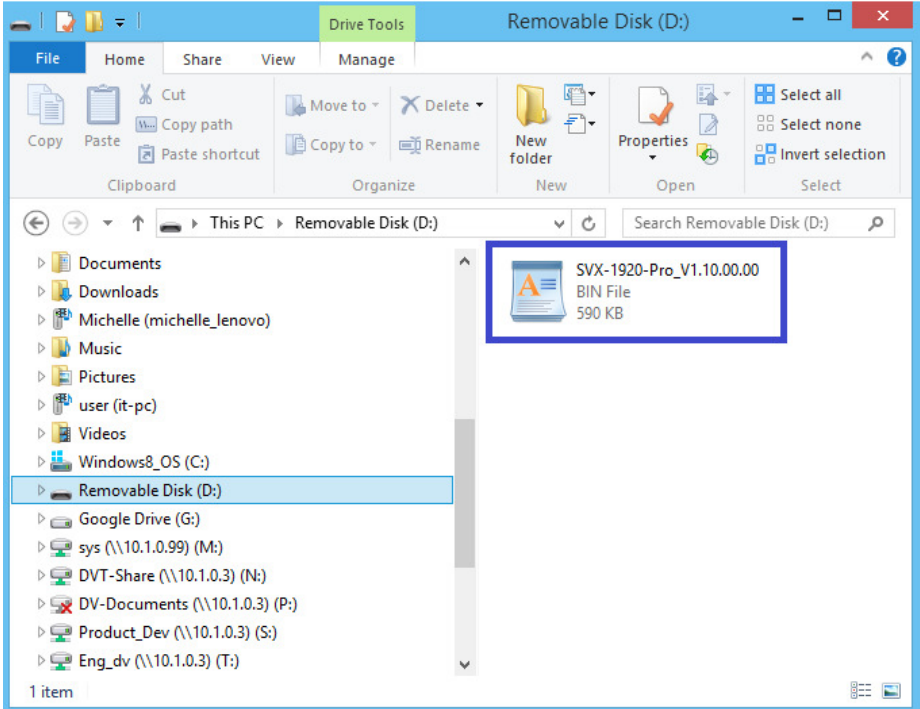 Drive Tools
Removable Disk (D:)
File
Home
Share
View
Manage
Copy
Paste
Cut
Copy path
Paste shortcut
Clipboard
Move to
Copy to
Delete
Rename
Organize
New
folder
New
Properties
Open
Select all
Select none
Invert selection
Select
This PC
Removable Disk (D:)
Search Removable Disk (D:)
Documents
Downloads
Michelle (michelle_lenovo)
Music
Pictures
user (it-pc)
Videos
Windows8_OS (C:)
Removable Disk (D:)
Google Drive (G:)
sys (\\10.1.0.99) (M:)
DVT-Share (\\10.1.0.3) (N:)
DV-Documents (\\10.1.0.3) (P:)
Product_Dev (\\10.1.0.3) (S:)
Eng_dv (\\10.1.0.3) (T:)
SVX-1920-Pro_V1.10.00.00
BIN File
590 KB
1 item